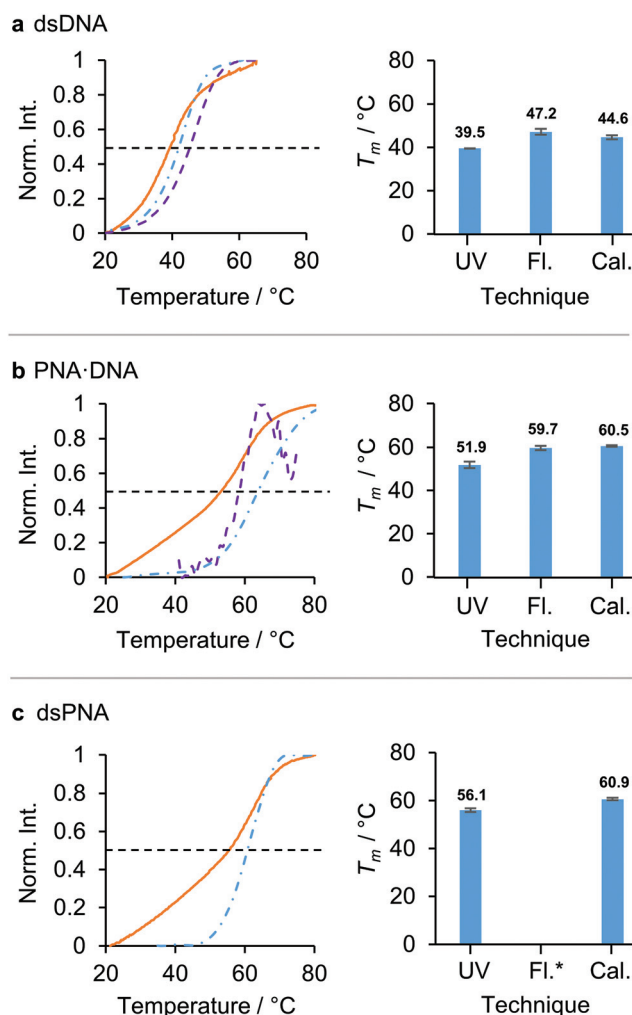 a dsDNA
1
0.8
0.6
0.4
0.2
0
Norm. Int.
20 40 60 80
Temperature / °C
80
60
40
20
0
Tm / °C
39.5 47.2 44.6
UV Fl. Cal.
Technique
b PNA·DNA
1
0.8
0.6
0.4
0.2
0
Norm. Int.
20 40 60 80
Temperature / °C
80
60
40
20
0
Tm / °C
51.9 59.7 60.5
UV Fl. Cal.
Technique
c dsPNA
1
0.8
0.6
0.4
0.2
0
Norm. Int.
20 40 60 80
Temperature / °C
80
60
40
20
0
Tm / °C
56.1 60.9
UV Fl.* Cal.
Technique